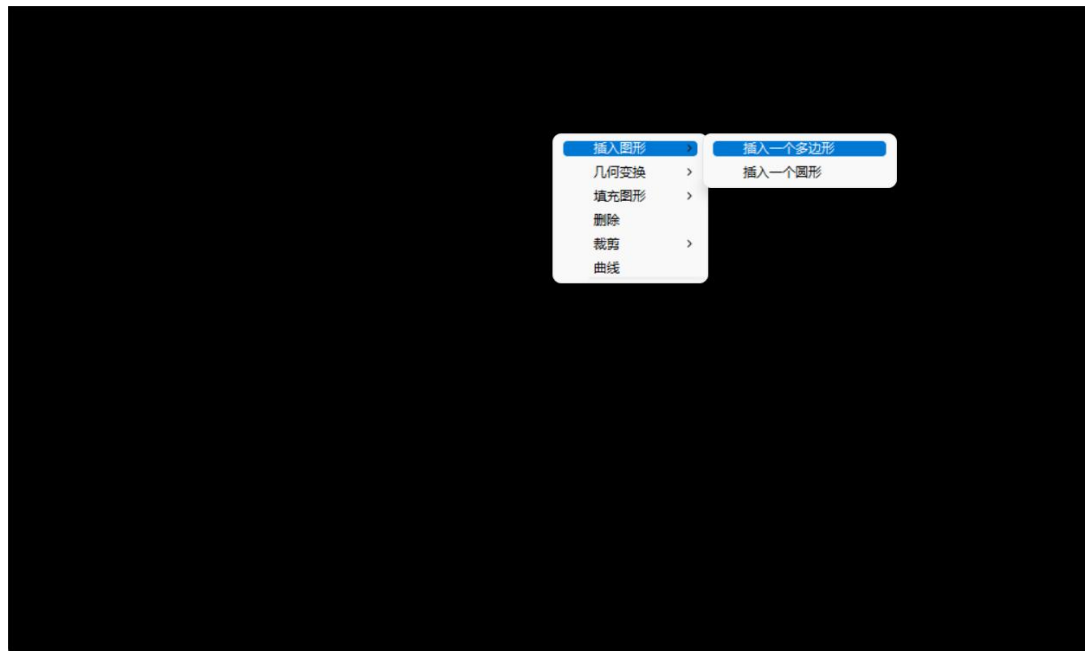 插入图形
几何变换
填充图形
删除
裁剪
曲线
插入一个多边形
插入一个圆形